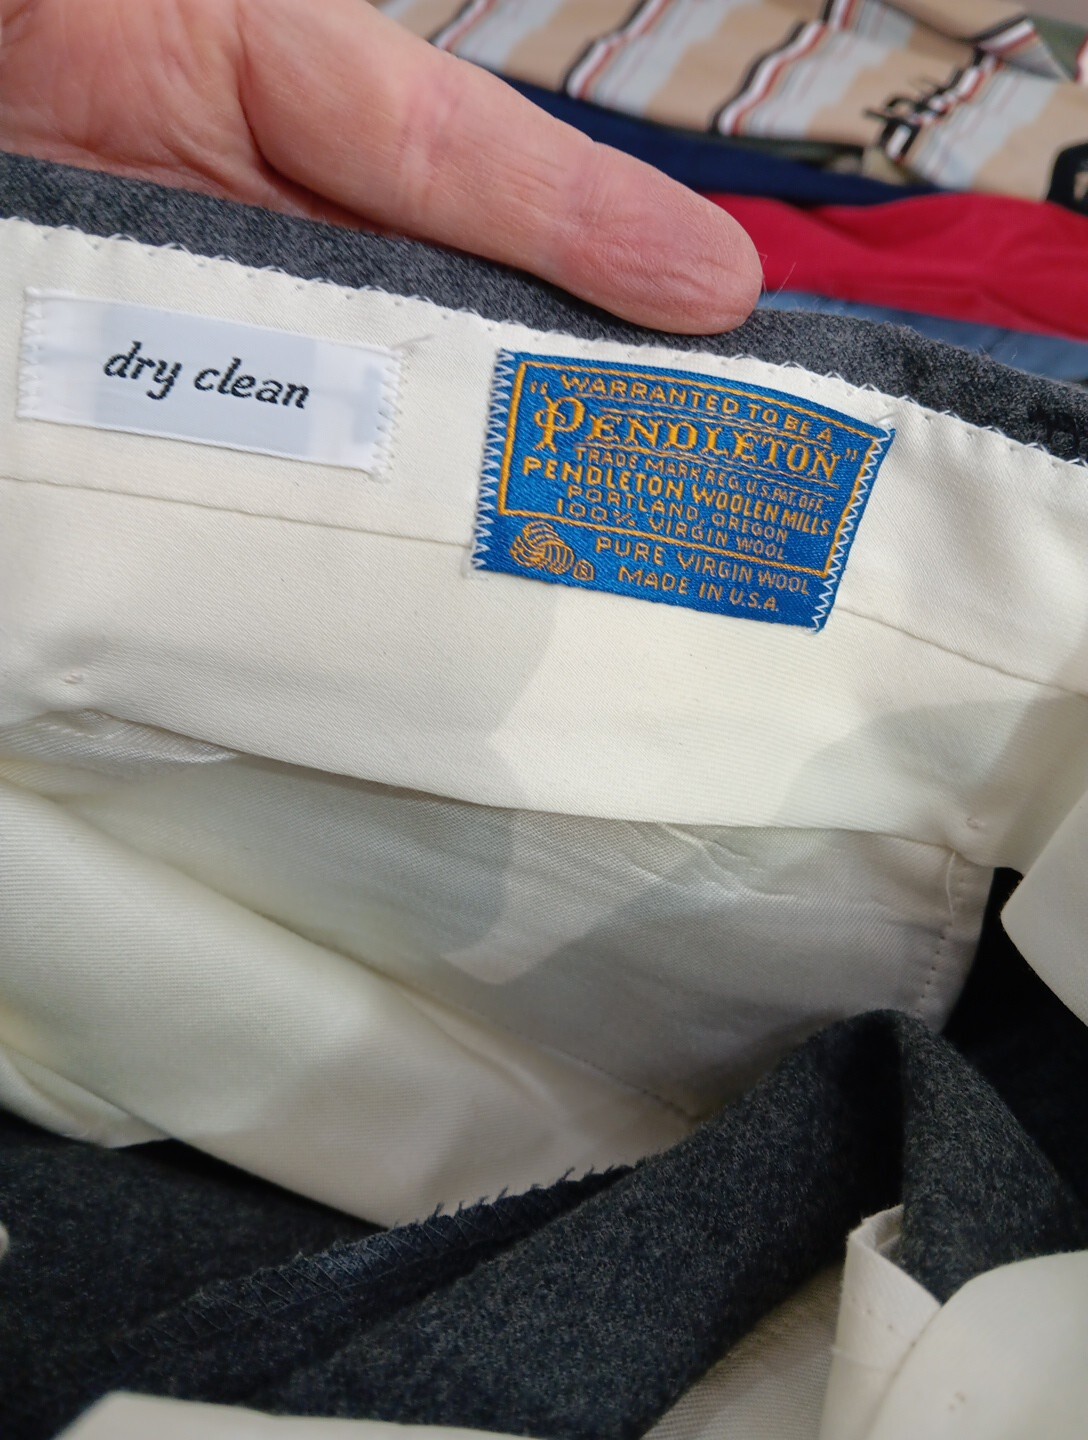 dry clean
WARRANTED TO BE A
"PENDLETON"
TRADE MARK REG. U.S. PAT. OFF.
PENDLETON WOOLEN MILLS
PORTLAND, OREGON
100% VIRGIN WOOL
PURE VIRGIN WOOL
® MADE IN U.S.A.